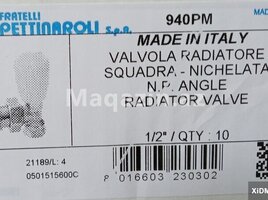 FRATELLI
PETTINAROLI S.p.A.
940PM
MADE IN ITALY
VALVOLA RADIATORE
SQUADRA - NICHELATA
N.P. ANGLE
RADIATOR VALVE
1/2" / QTY : 10
21189/L: 4
0501515600C
P 016603 230302